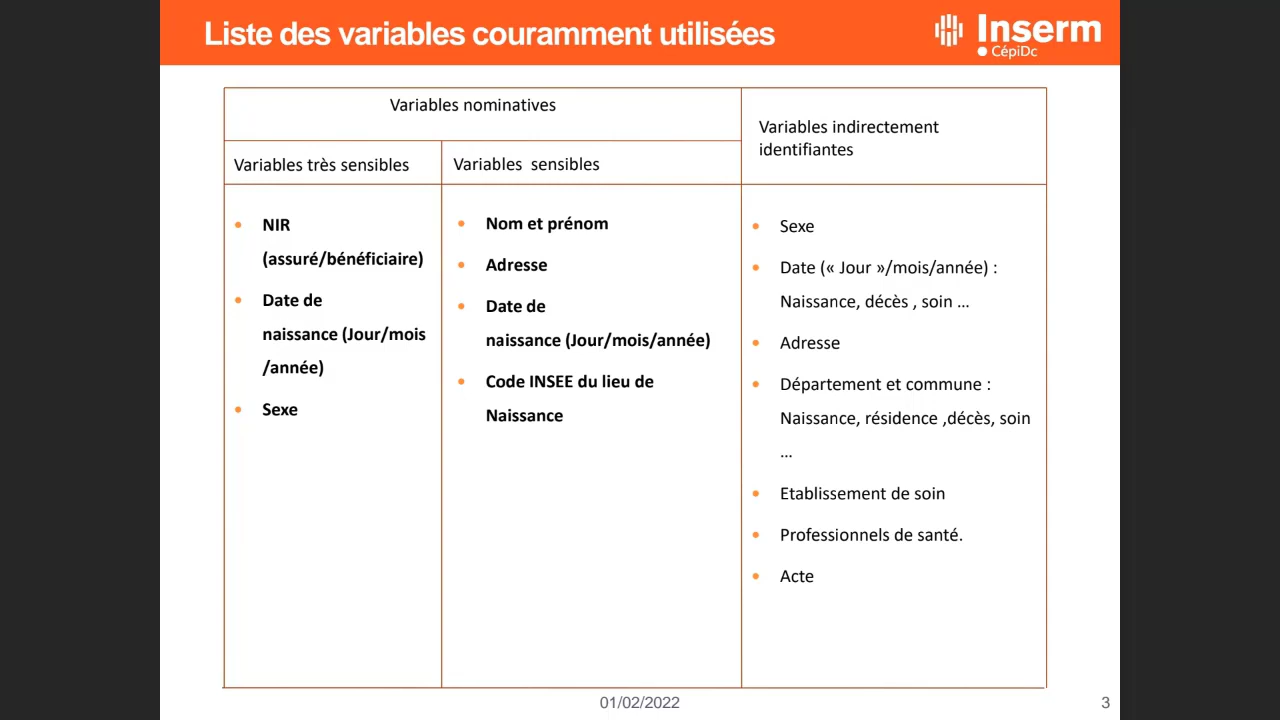 Liste des variables couramment utilisées
Inserm
CépiDc
Variables nominatives
Variables indirectement
identifiantes
Variables très sensibles
Variables  sensibles
• NIR
(assuré/bénéficiaire)
• Date de
naissance (Jour/mois
/année)
• Sexe
• Nom et prénom
• Adresse
• Date de
naissance (Jour/mois/année)
• Code INSEE du lieu de
Naissance
• Sexe
• Date (« Jour »/mois/année) :
Naissance, décès , soin ...
• Adresse
• Département et commune :
Naissance, résidence ,décès, soin
...
• Etablissement de soin
• Professionnels de santé.
• Acte
01/02/2022
3